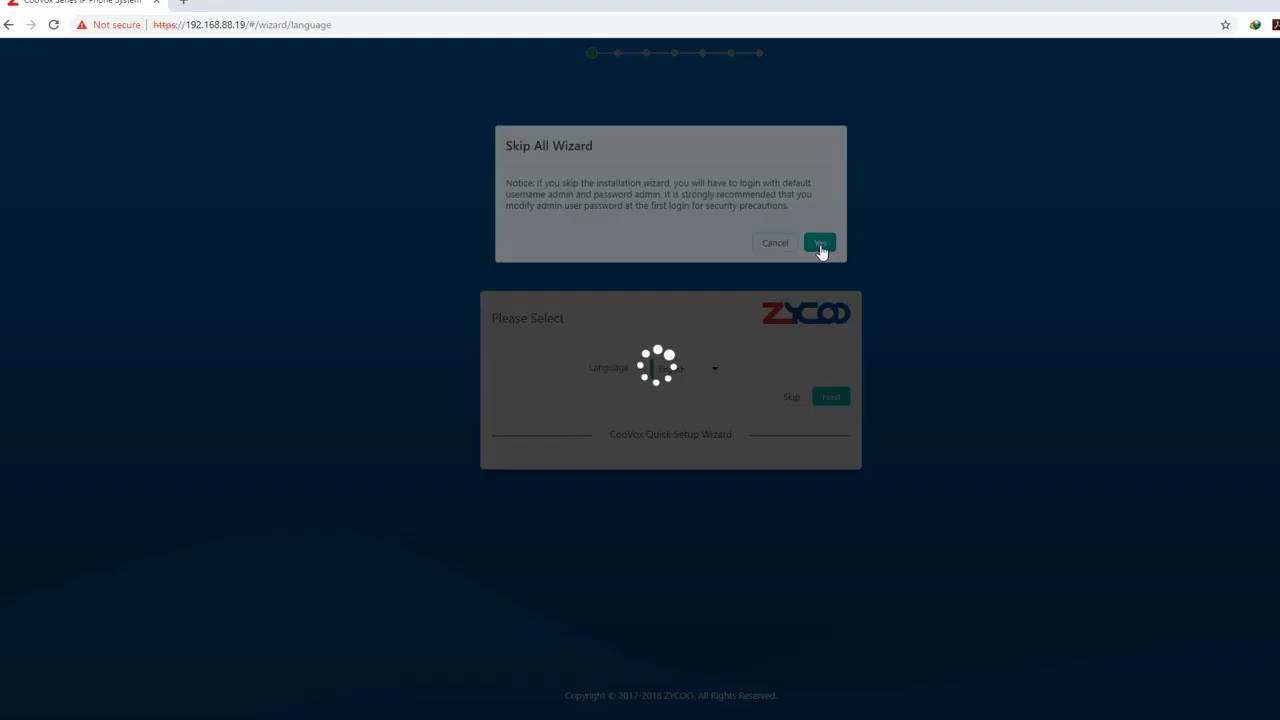 CooVox Series IP Phone System
Not secure
https://192.168.88.19/#/wizard/language
Skip All Wizard
Notice: if you skip the installation wizard, you will have to login with default
username admin and password admin. It is strongly recommended that you
modify admin user password at the first login for security precautions.
Cancel
Yes
Please Select
ZYCOO
Language
English
Skip
Next
CooVox Quick Setup Wizard
Copyright © 2017-2018 ZYCOO. All Rights Reserved.